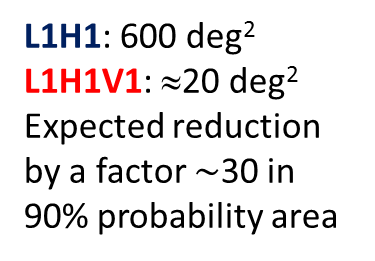 L1H1: 600 deg²
L1H1V1: ≈20 deg²
Expected reduction
by a factor ∼30 in
90% probability area